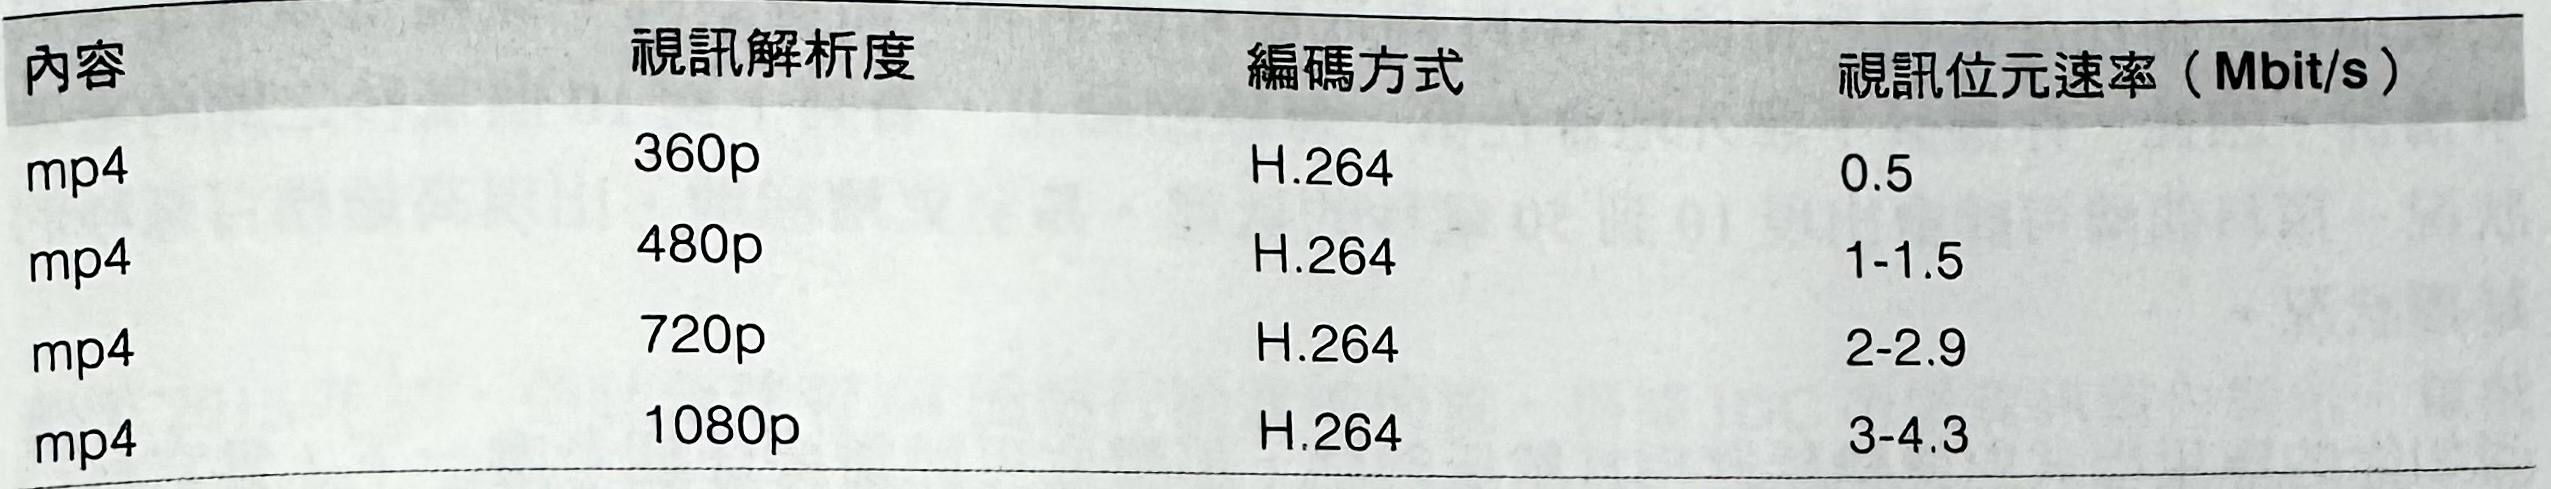 內容 視訊解析度 編碼方式 視訊位元速率（Mbit/s）
mp4 360p H.264 0.5
mp4 480p H.264 1-1.5
mp4 720p H.264 2-2.9
mp4 1080p H.264 3-4.3